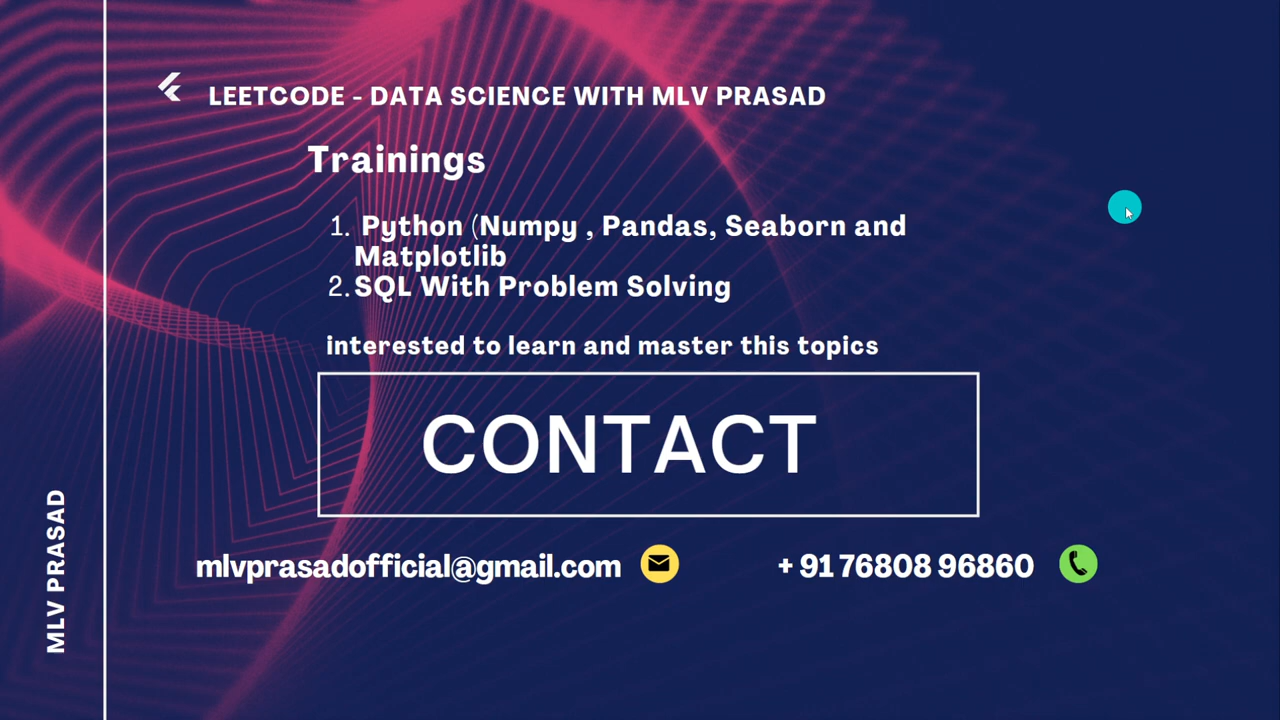 LEETCODE - DATA SCIENCE WITH MLV PRASAD
Trainings
1. Python (Numpy , Pandas, Seaborn and
Matplotlib
2. SQL With Problem Solving
interested to learn and master this topics
CONTACT
mlvprasadofficial@gmail.com
+ 91 76808 96860
MLV PRASAD